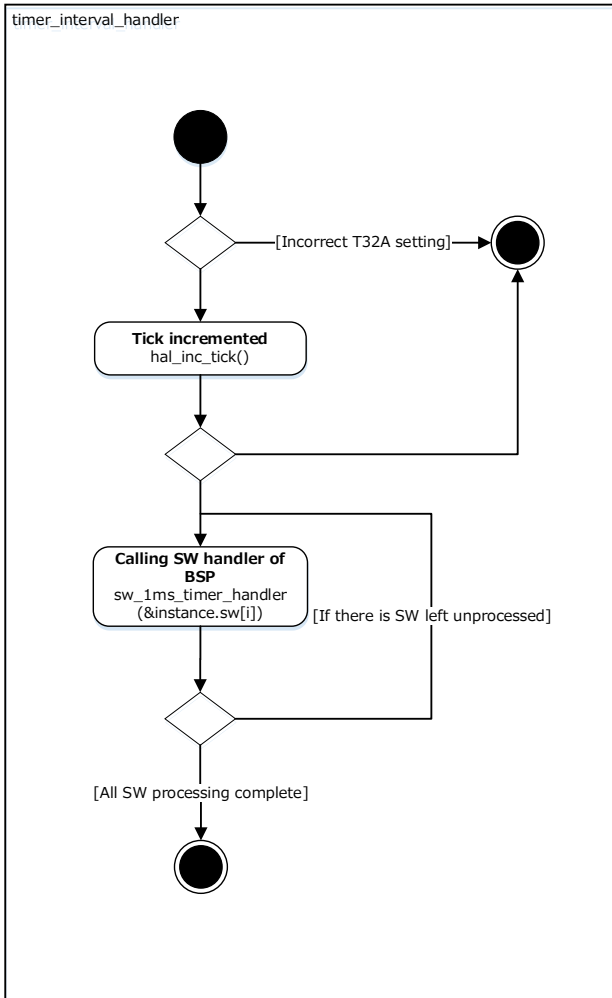 timer_interval_handler
[Incorrect T32A setting]
Tick incremented
hal_inc_tick()
Calling SW handler of
BSP
sw_1ms_timer_handler
(&instance.sw[i])
[If there is SW left unprocessed]
[All SW processing complete]